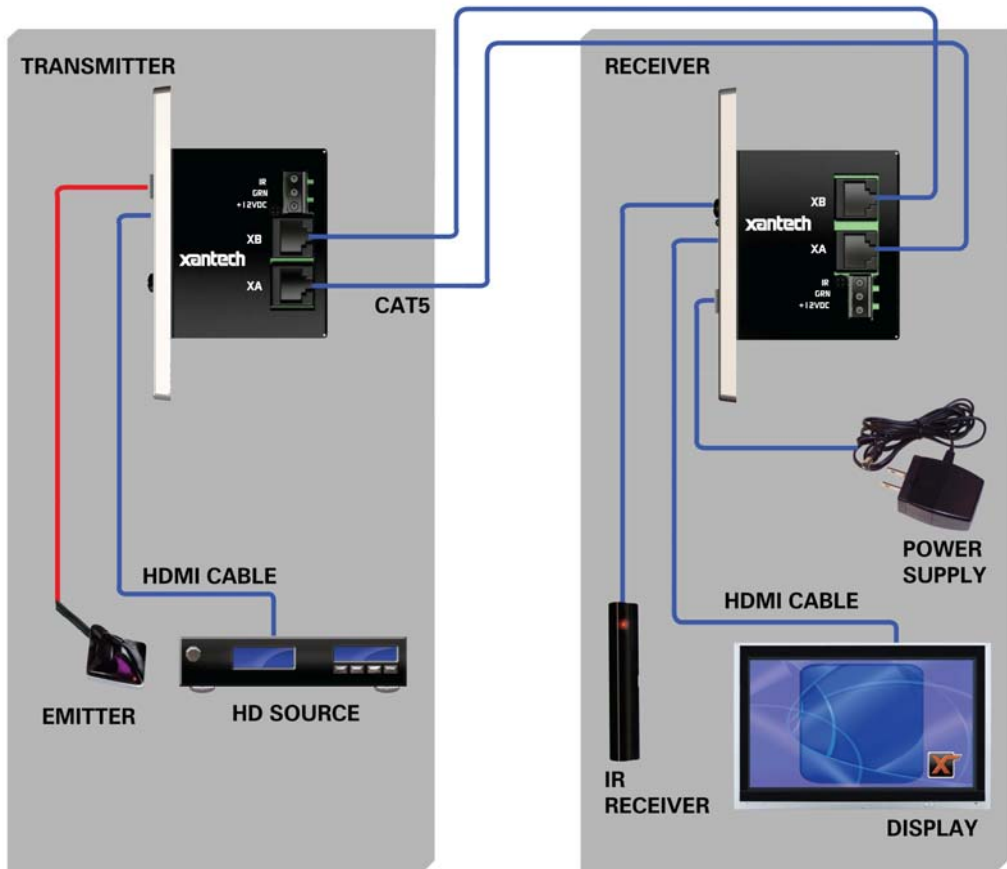 TRANSMITTER
IR
GRN
+12VDC
XB
xantech
XA
CAT5
HDMI CABLE
EMITTER
HD SOURCE
RECEIVER
XB
xantech
XA
IR
GRN
+12VDC
POWER
SUPPLY
HDMI CABLE
IR
RECEIVER
X
DISPLAY